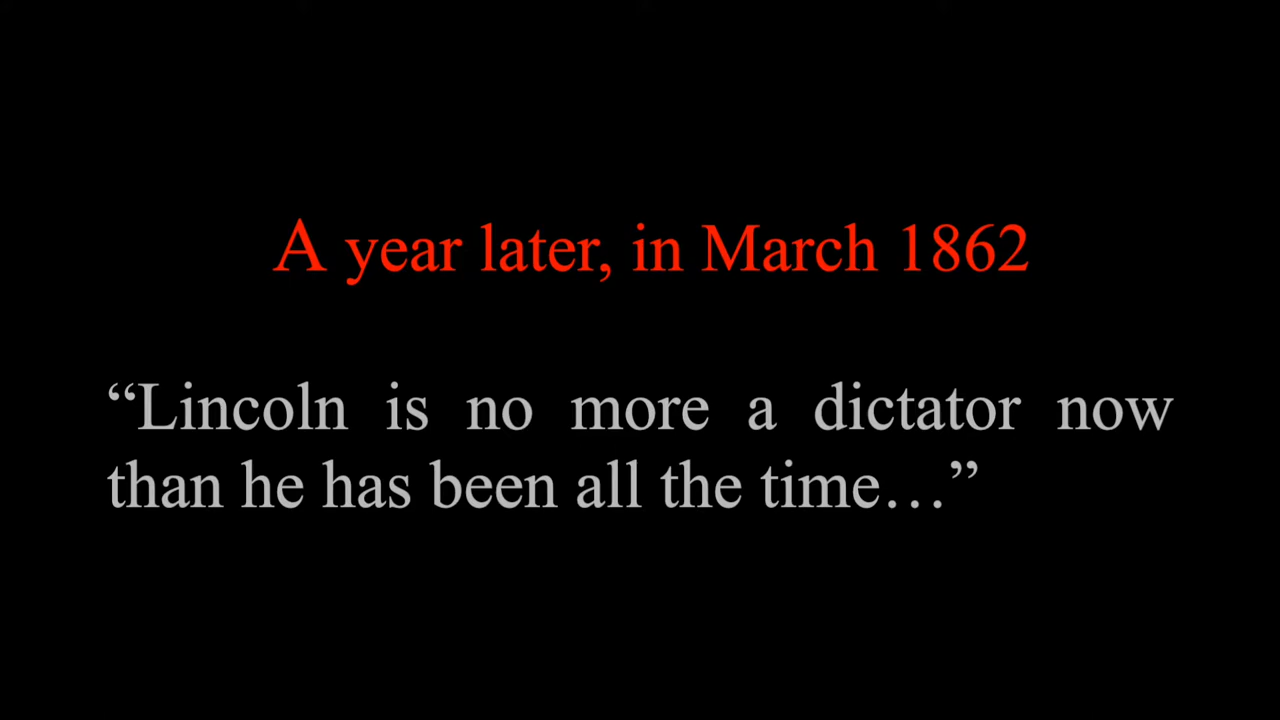 A year later, in March 1862
“Lincoln is no more a dictator now
than he has been all the time…”